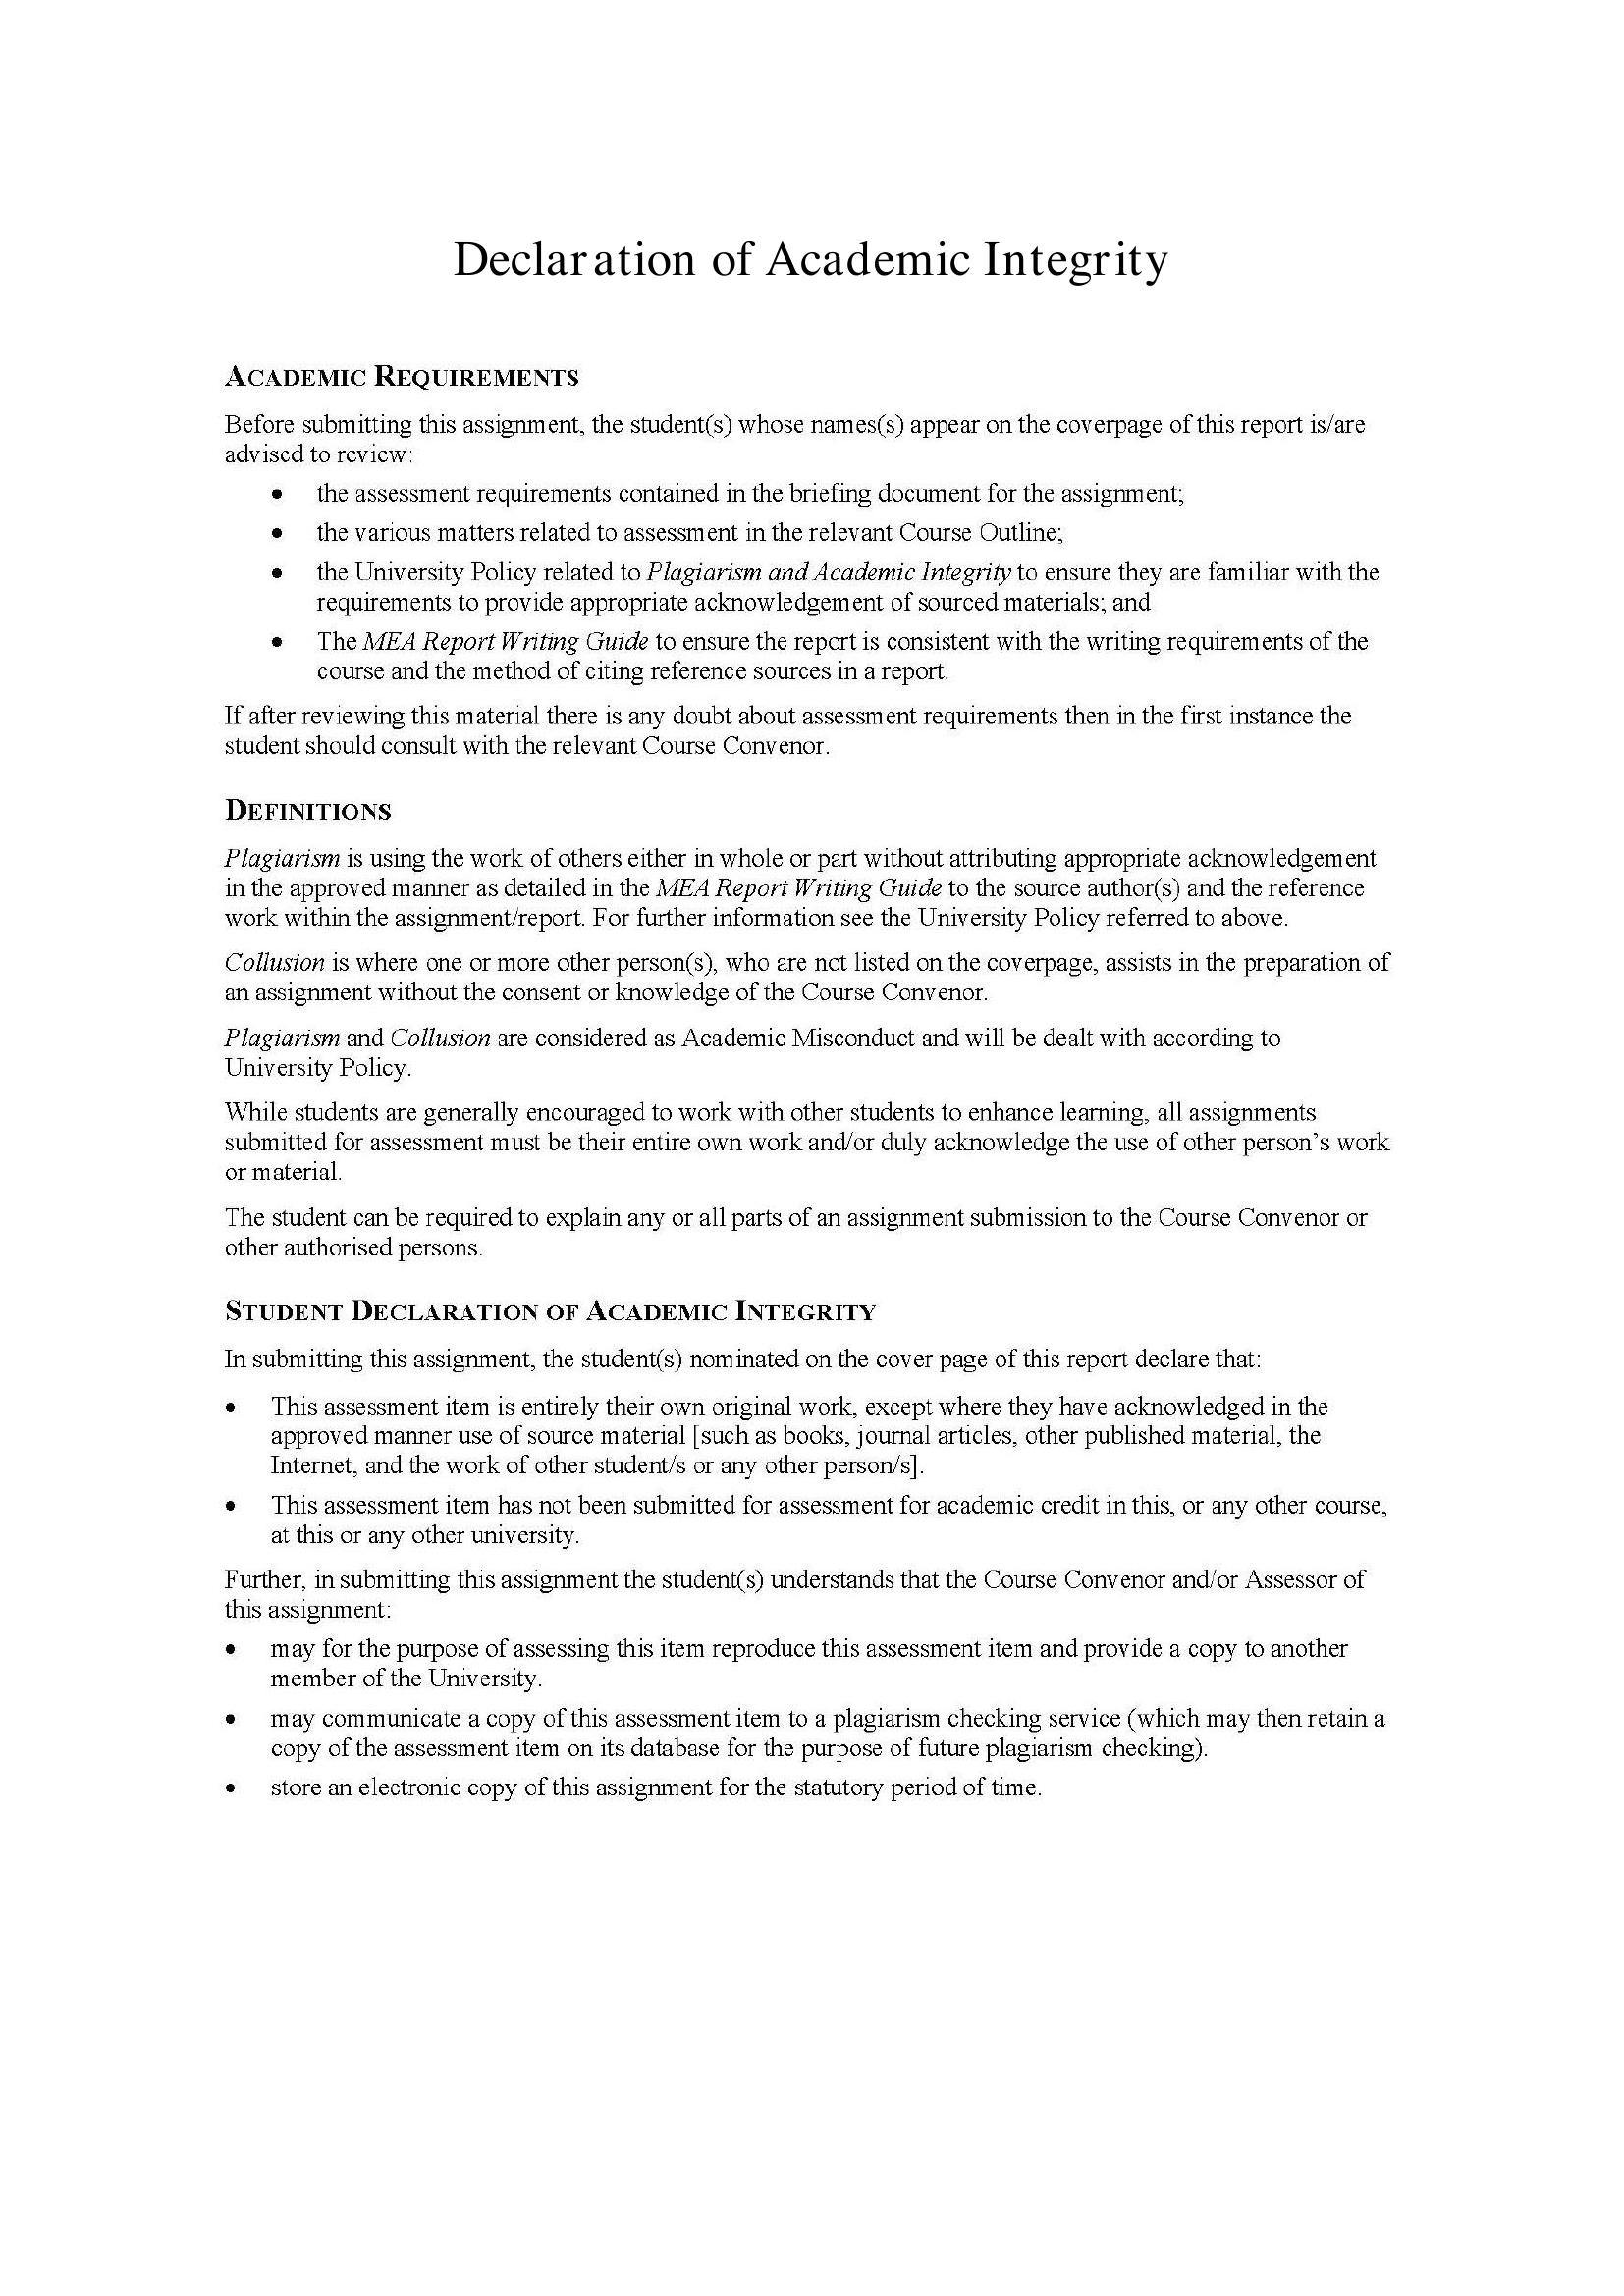 Declaration of Academic Integrity
ACADEMIC REQUIREMENTS
Before submitting this assignment, the student(s) whose names(s) appear on the coverpage of this report is/are
advised to review:
• the assessment requirements contained in the briefing document for the assignment;
• the various matters related to assessment in the relevant Course Outline;
• the University Policy related to Plagiarism and Academic Integrity to ensure they are familiar with the
requirements to provide appropriate acknowledgement of sourced materials; and
• The MEA Report Writing Guide to ensure the report is consistent with the writing requirements of the
course and the method of citing reference sources in a report.
If after reviewing this material there is any doubt about assessment requirements then in the first instance the
student should consult with the relevant Course Convenor.
DEFINITIONS
Plagiarism is using the work of others either in whole or part without attributing appropriate acknowledgement
in the approved manner as detailed in the MEA Report Writing Guide to the source author(s) and the reference
work within the assignment/report. For further information see the University Policy referred to above.
Collusion is where one or more other person(s), who are not listed on the coverpage, assists in the preparation of
an assignment without the consent or knowledge of the Course Convenor.
Plagiarism and Collusion are considered as Academic Misconduct and will be dealt with according to
University Policy.
While students are generally encouraged to work with other students to enhance learning, all assignments
submitted for assessment must be their entire own work and/or duly acknowledge the use of other person's work
or material.
The student can be required to explain any or all parts of an assignment submission to the Course Convenor or
other authorised persons.
STUDENT DECLARATION OF ACADEMIC INTEGRITY
In submitting this assignment, the student(s) nominated on the cover page of this report declare that:
• This assessment item is entirely their own original work, except where they have acknowledged in the
approved manner use of source material [such as books, journal articles, other published material, the
Internet, and the work of other student/s or any other person/s].
• This assessment item has not been submitted for assessment for academic credit in this, or any other course,
at this or any other university.
Further, in submitting this assignment the student(s) understands that the Course Convenor and/or Assessor of
this assignment:
• may for the purpose of assessing this item reproduce this assessment item and provide a copy to another
member of the University.
• may communicate a copy of this assessment item to a plagiarism checking service (which may then retain a
copy of the assessment item on its database for the purpose of future plagiarism checking).
• store an electronic copy of this assignment for the statutory period of time.